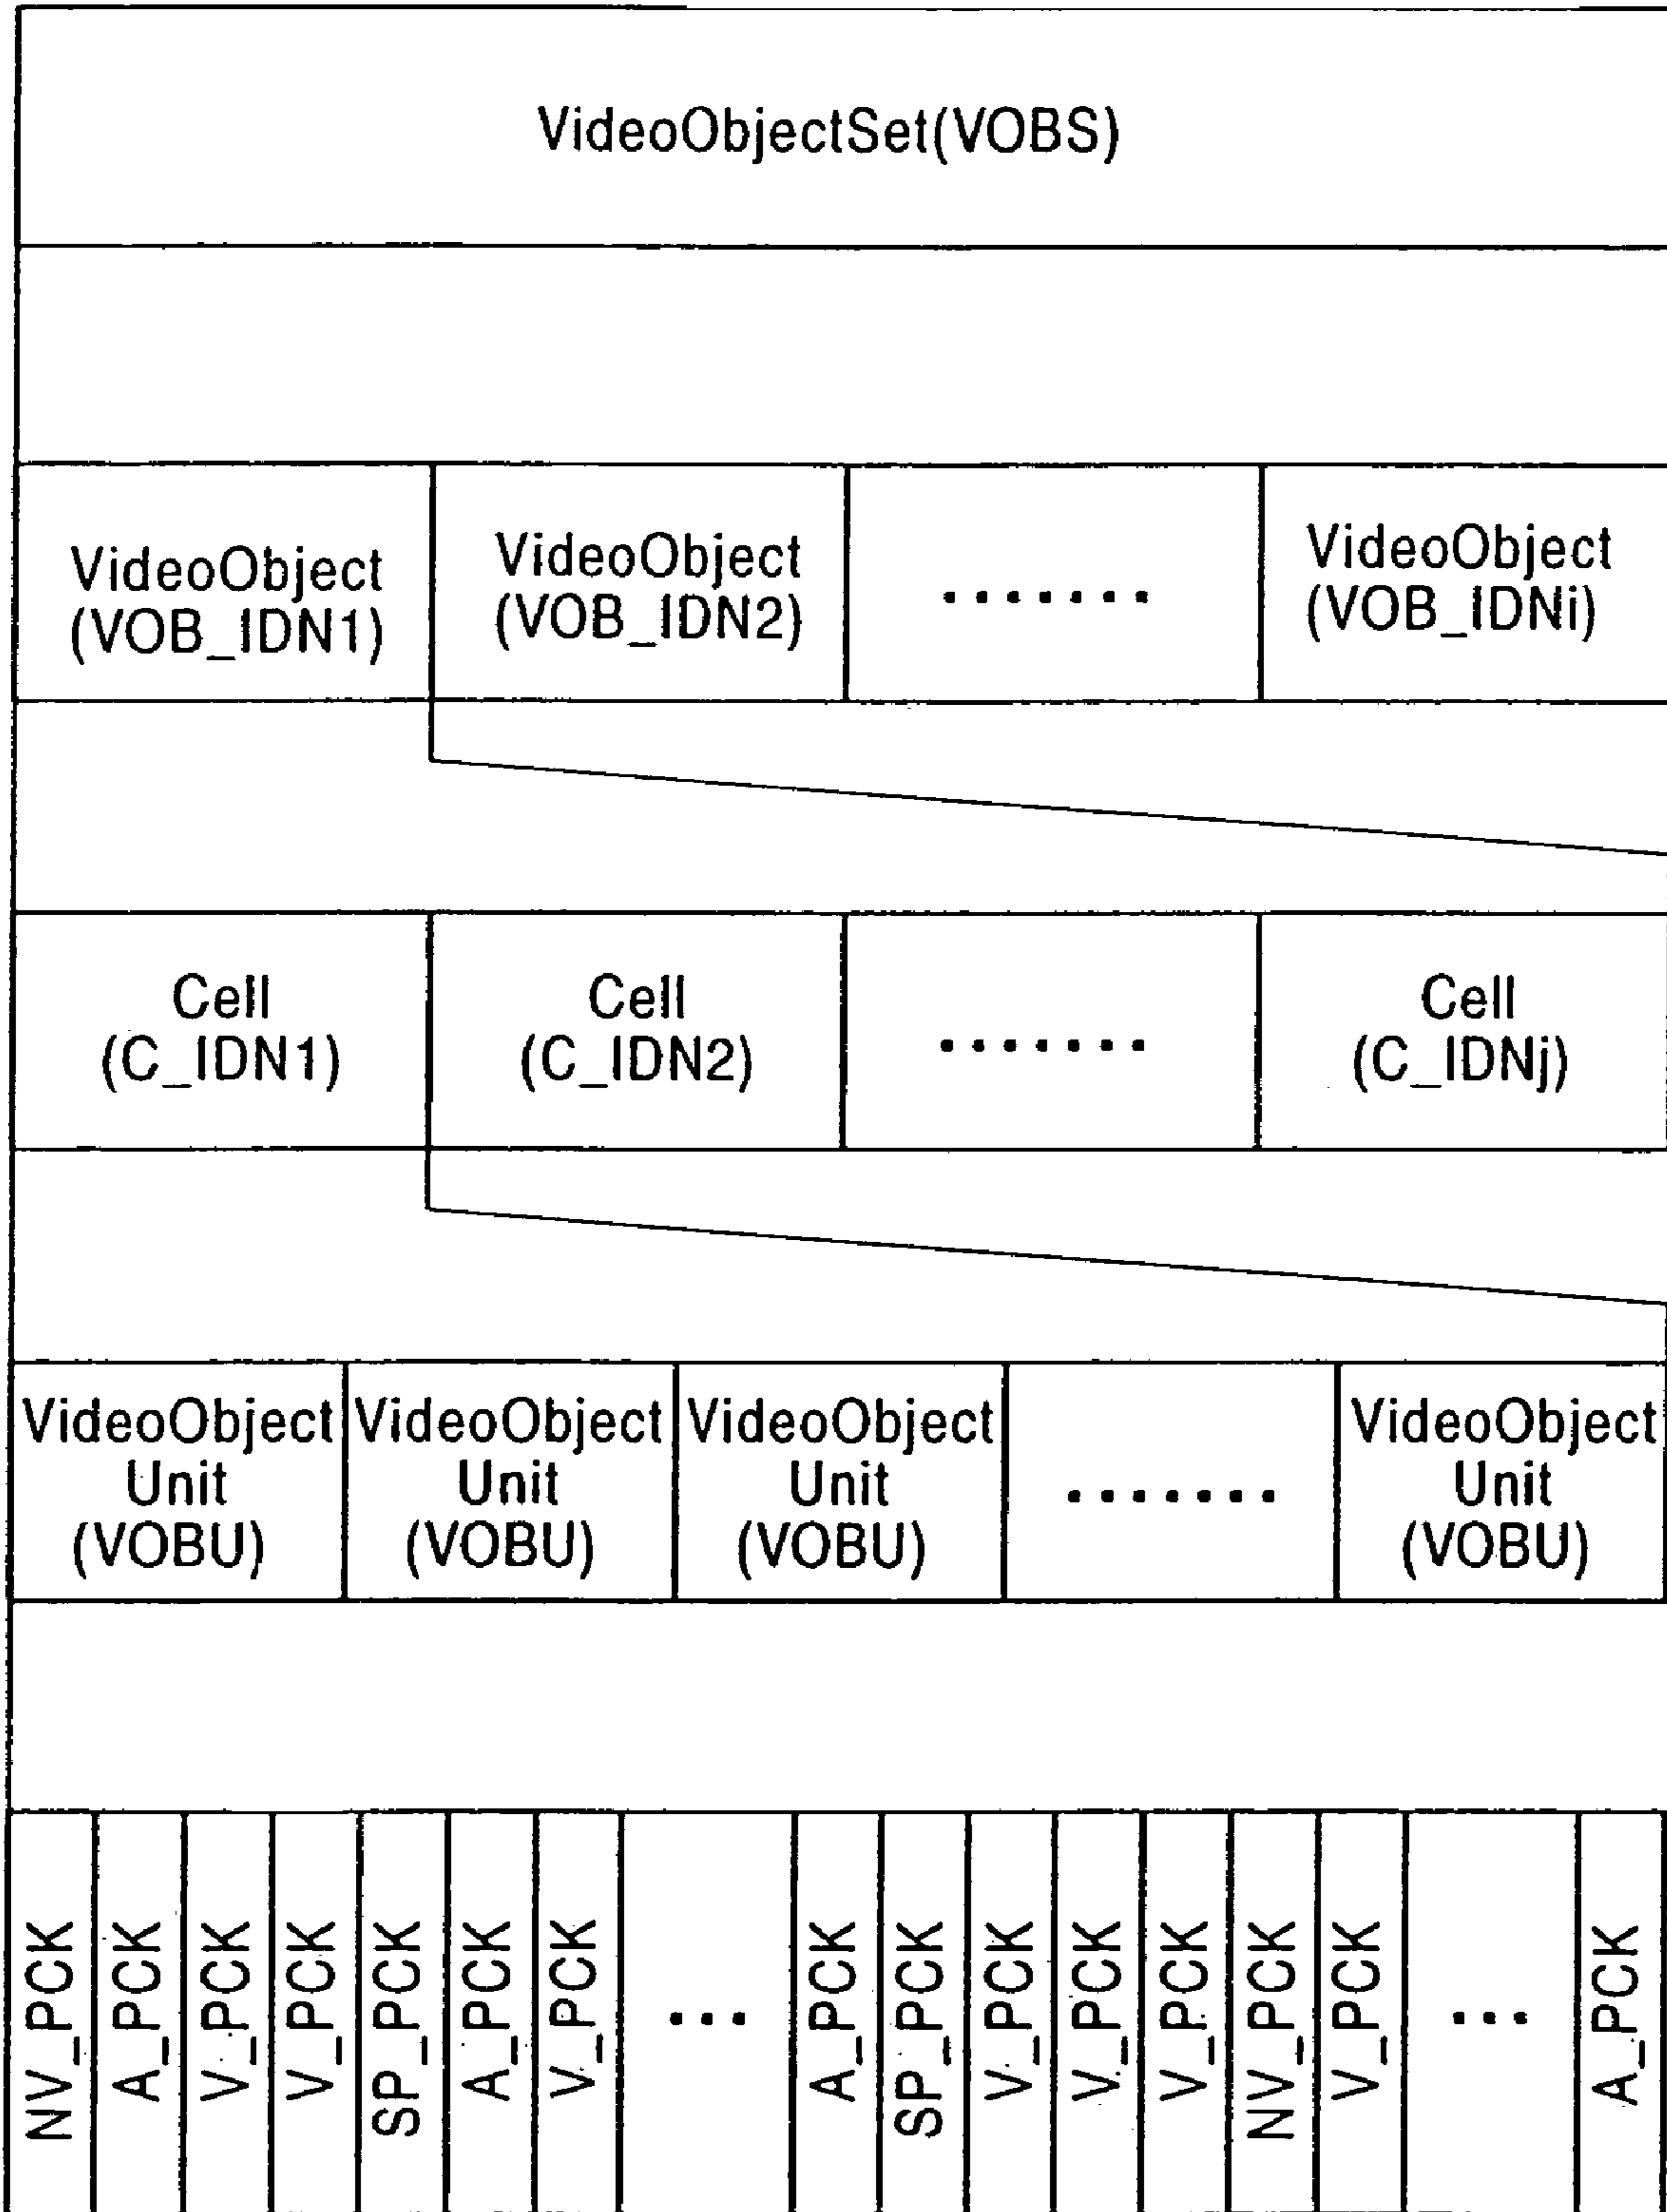 VideoObjectSet(VOBS)
VideoObject
(VOB_IDN1)
VideoObject
(VOB_IDN2)
.......
VideoObject
(VOB_IDNi)
Cell
(C_IDN1)
Cell
(C_IDN2)
.......
Cell
(C_IDNj)
VideoObject
Unit
(VOBU)
VideoObject
Unit
(VOBU)
VideoObject
Unit
(VOBU)
.......
VideoObject
Unit
(VOBU)
NV_PCK
A_PCK
V_PCK
V_PCK
SP_PCK
A_PCK
V_PCK
...
A_PCK
SP_PCK
V_PCK
V_PCK
V_PCK
NV_PCK
V_PCK
...
A_PCK